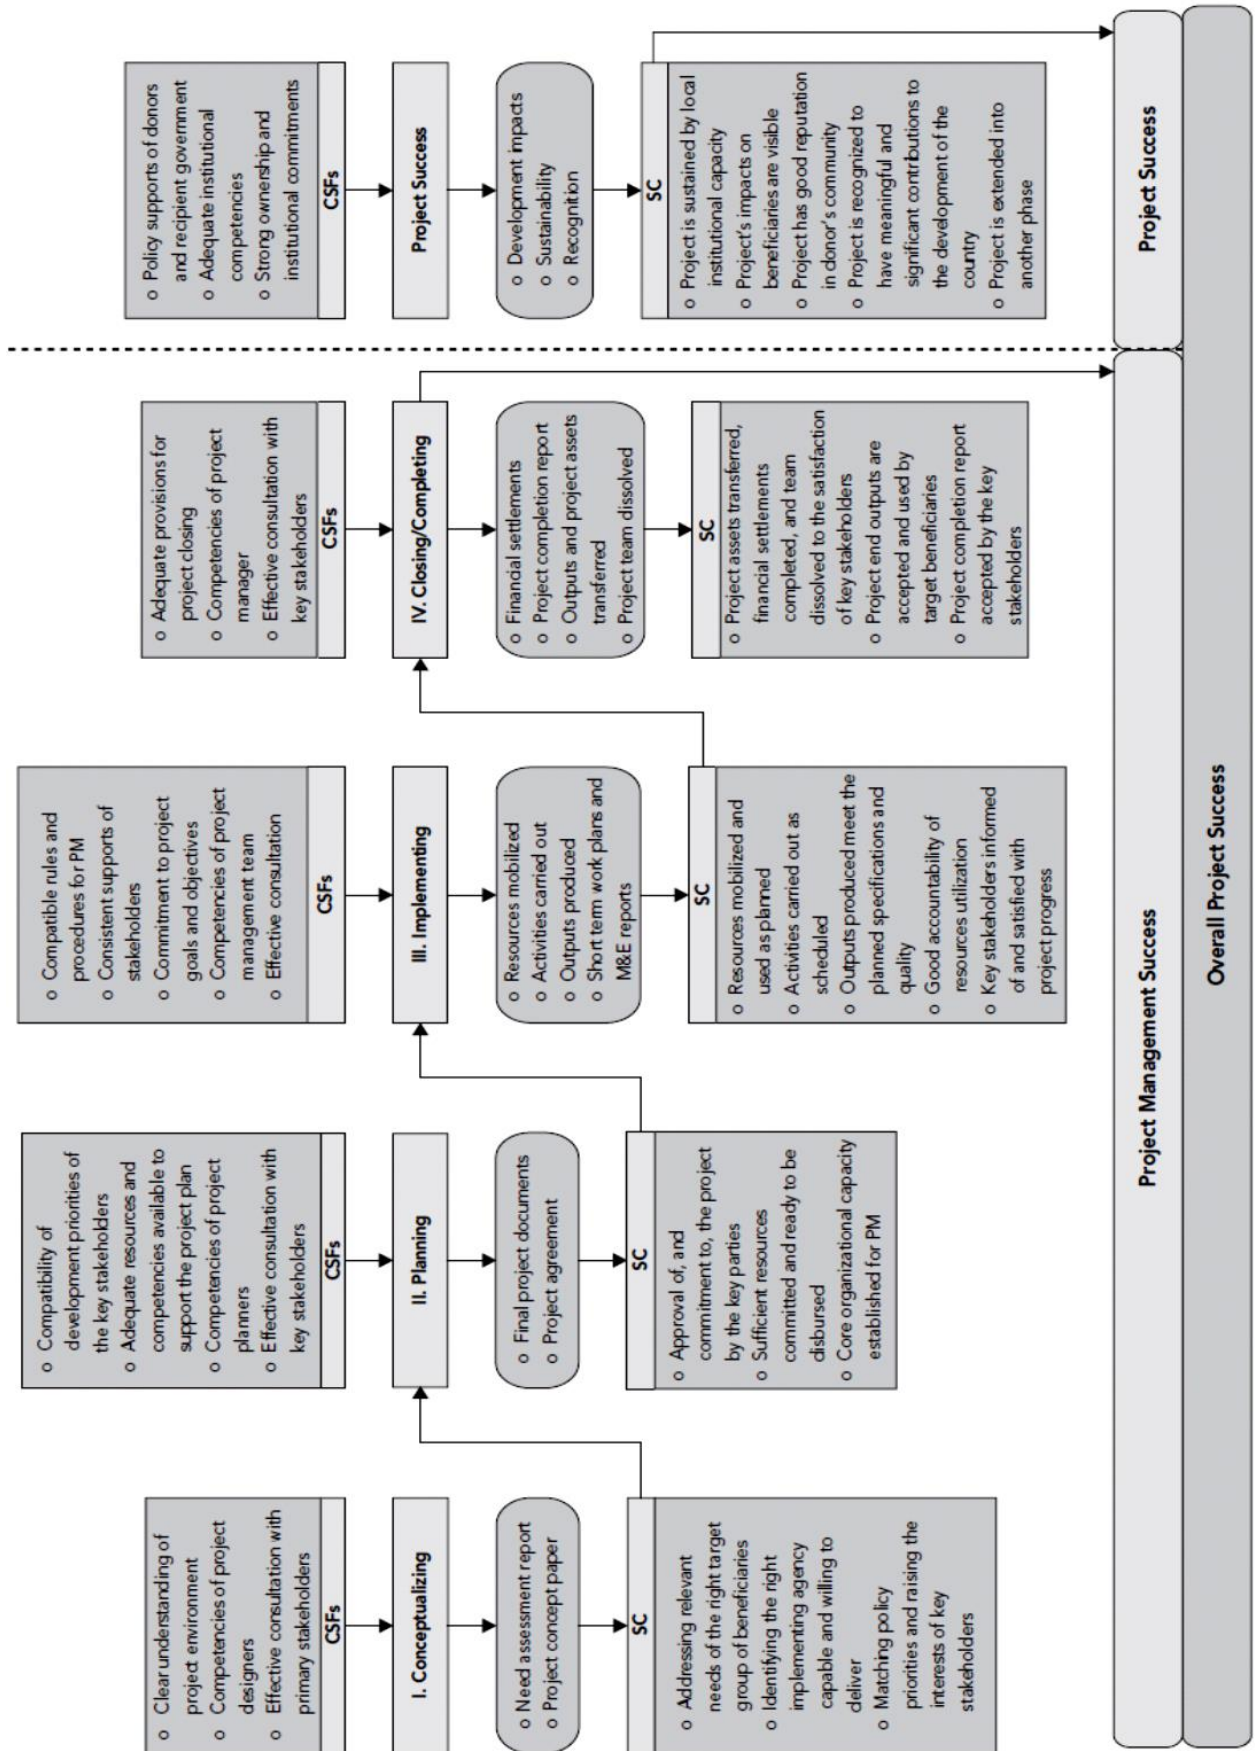 o Clear understanding of
project environment
o Competencies of project
designers
o Effective consultation with
primary stakeholders
CSFs
I. Conceptualizing
o Need assessment report
o Project concept paper
SC
o Addressing relevant
needs of the right target
group of beneficiaries
o Identifying the right
implementing agency
capable and willing to
deliver
o Matching policy
priorities and raising the
interests of key
stakeholders
o Compatibility of
development priorities of
the key stakeholders
o Adequate resources and
competencies available to
support the project plan
o Competencies of project
planners
o Effective consultation with
key stakeholders
CSFs
II. Planning
o Final project documents
o Project agreement
SC
o Approval of, and
commitment to, the project
by the key parties
o Sufficient resources
committed and ready to be
disbursed
o Core organizational capacity
established for PM
o Compatible rules and
procedures for PM
o Consistent supports of
stakeholders
o Commitment to project
goals and objectives
o Competencies of project
management team
o Effective consultation
CSFs
III. Implementing
o Resources mobilized
o Activities carried out
o Outputs produced
o Short term work plans and
M&E reports
SC
o Resources mobilized and
used as planned
o Activities carried out as
scheduled
o Outputs produced meet the
planned specifications and
quality
o Good accountability of
resources utilization
o Key stakeholders informed
of and satisfied with
project progress
o Adequate provisions for
project closing
o Competencies of project
manager
o Effective consultation with
key stakeholders
CSFs
IV. Closing/Completing
o Financial settlements
o Project completion report
o Outputs and project assets
transferred
o Project team dissolved
SC
o Project assets transferred,
financial settlements
completed, and team
dissolved to the satisfaction
of key stakeholders
o Project end outputs are
accepted and used by
target beneficiaries
o Project completion report
accepted by the key
stakeholders
o Policy supports of donors
and recipient government
o Adequate institutional
competencies
o Strong ownership and
institutional commitments
CSFs
Project Success
o Development impacts
o Sustainability
o Recognition
SC
o Project is sustained by local
institutional capacity
o Project's impacts on
beneficiaries are visible
o Project has good reputation
in donor's community
o Project is recognized to
have meaningful and
significant contributions to
the development of the
country
o Project is extended into
another phase
Project Management Success
Project Success
Overall Project Success